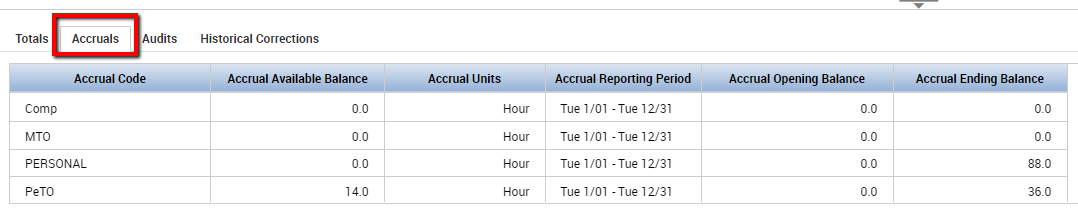 Totals Accruals Audits Historical Corrections
Accrual Code Accrual Available Balance Accrual Units Accrual Reporting Period Accrual Opening Balance Accrual Ending Balance
Comp 0.0 Hour Tue 1/01 - Tue 12/31 0.0 0.0
MTO 0.0 Hour Tue 1/01 - Tue 12/31 0.0 0.0
PERSONAL 0.0 Hour Tue 1/01 - Tue 12/31 0.0 88.0
PeTO 14.0 Hour Tue 1/01 - Tue 12/31 0.0 36.0